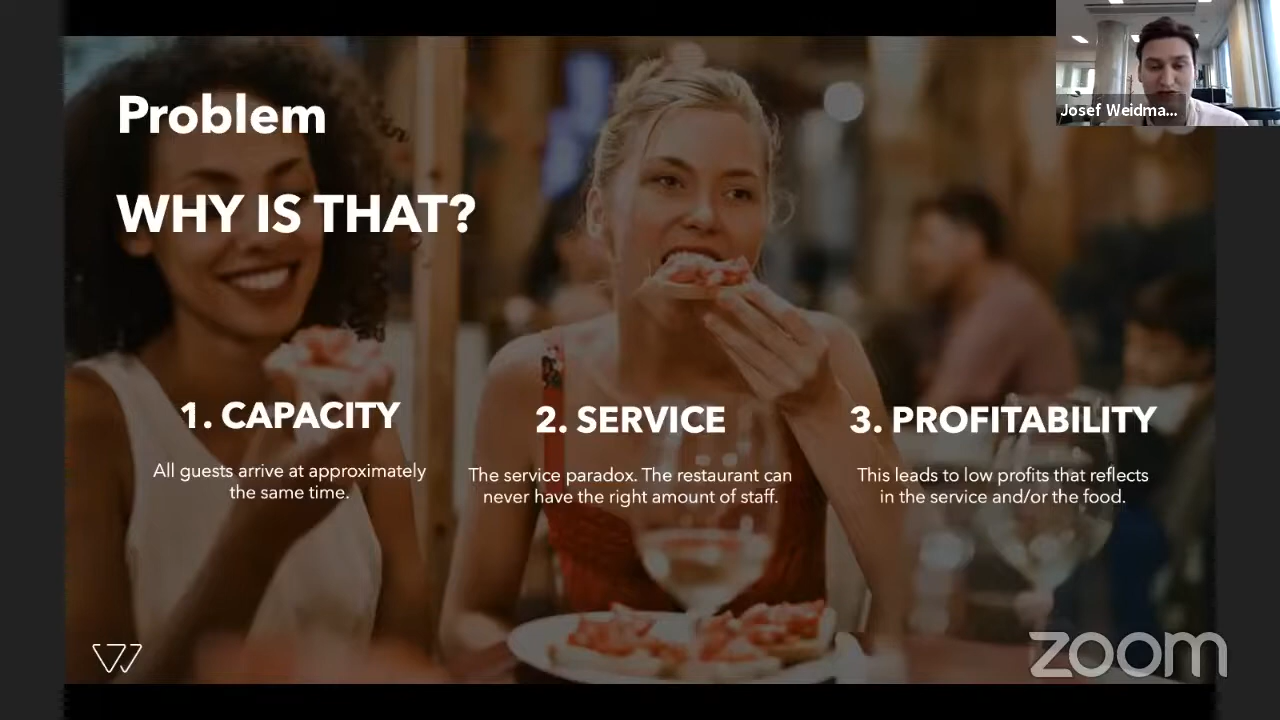 Josef Weidma...
Problem
WHY IS THAT?
1. CAPACITY
All guests arrive at approximately
the same time.
2. SERVICE
The service paradox. The restaurant can
never have the right amount of staff.
3. PROFITABILITY
This leads to low profits that reflects
in the service and/or the food.
W
zoom